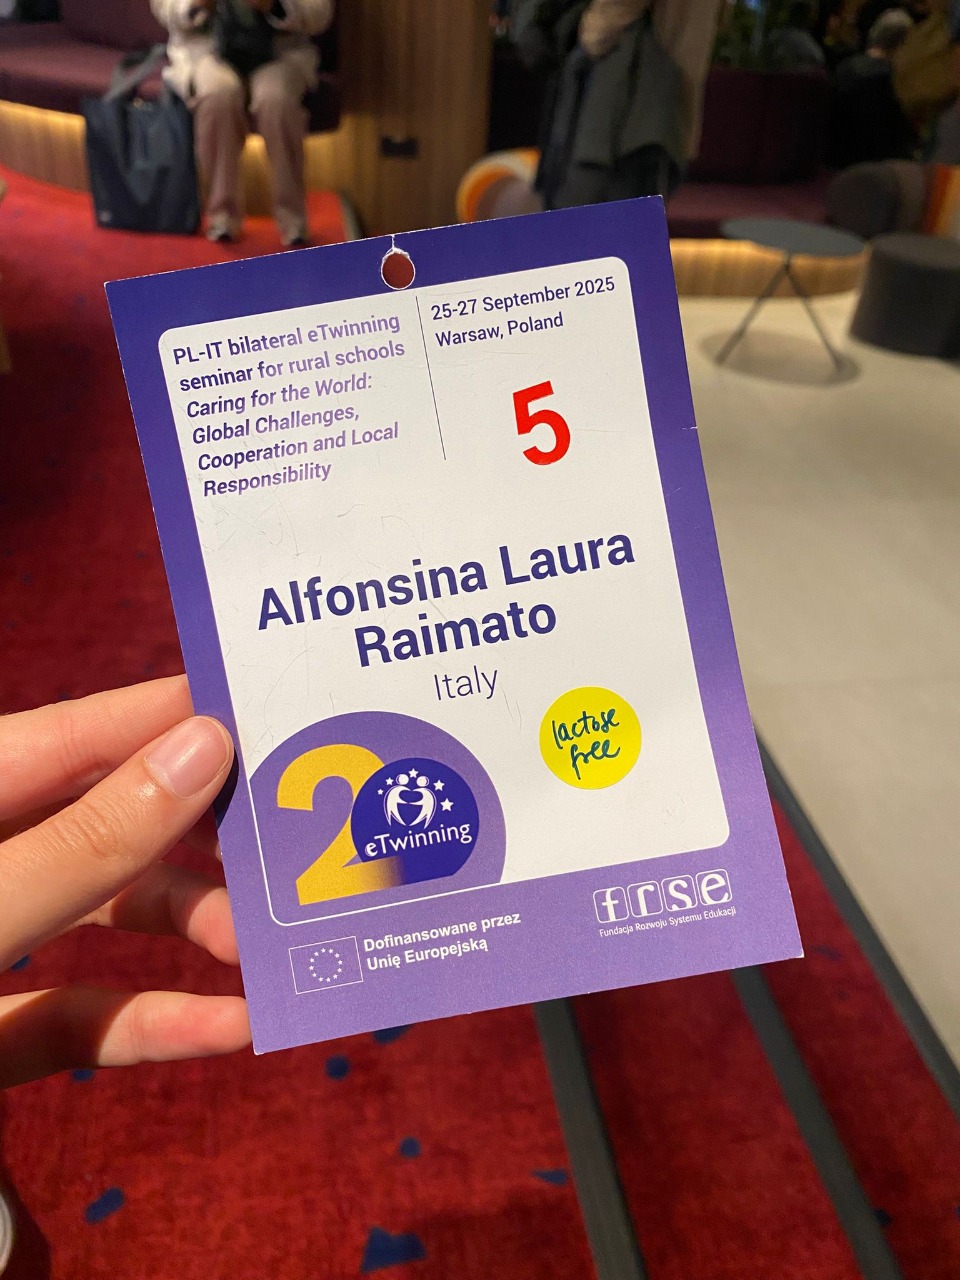 PL-IT bilateral eTwinning
seminar for rural schools
Caring for the World:
Global Challenges,
Cooperation and Local
Responsibility
25-27 September 2025
Warsaw, Poland
5
Alfonsina Laura
Raimato
Italy
lactose
free
20
eTwinning
Dofinansowane przez
Unię Europejską
frse
Fundacja Rozwoju Systemu Edukacji